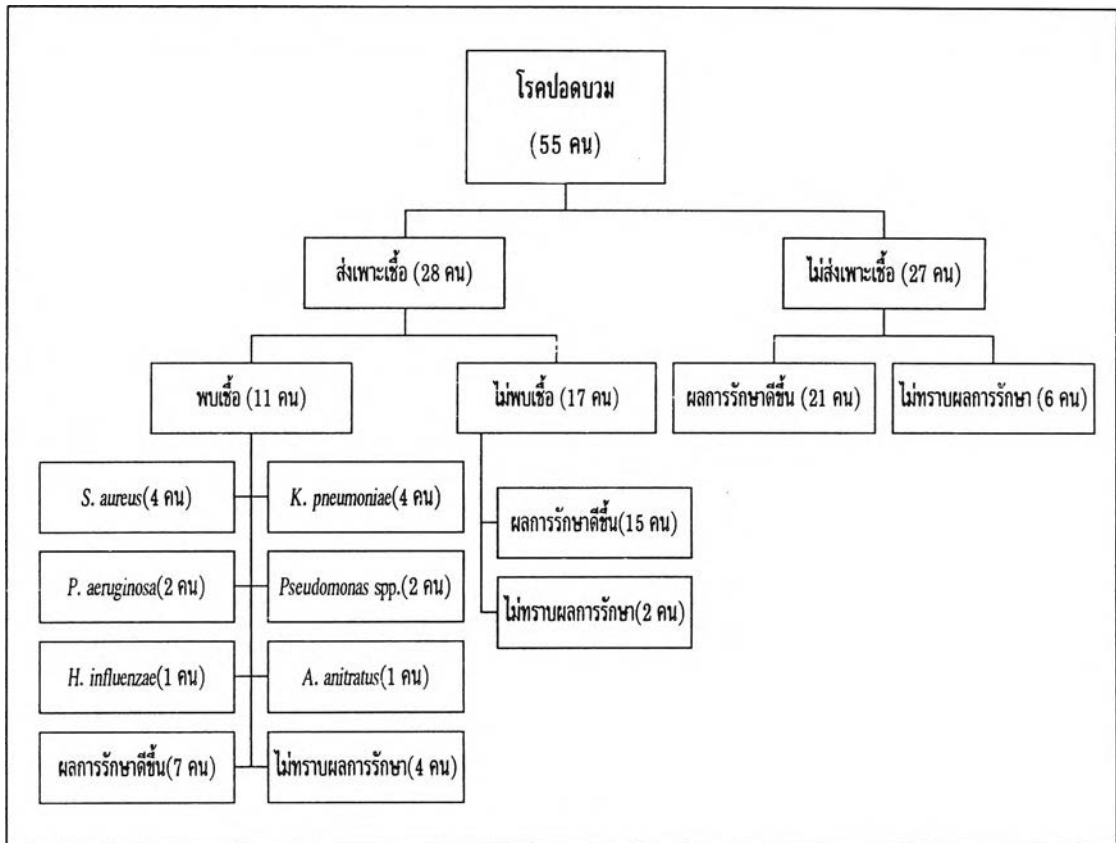 โรคปอดบวม
(55 คน)
ส่งเพาะเชื้อ (28 คน)
ไม่ส่งเพาะเชื้อ (27 คน)
พบเชื้อ (11 คน)
ไม่พบเชื้อ (17 คน)
ผลการรักษาดีขึ้น (21 คน)
ไม่ทราบผลการรักษา (6 คน)
S. aureus(4 คน)
K. pneumoniae(4 คน)
ผลการรักษาดีขึ้น(15 คน)
P. aeruginosa(2 คน)
Pseudomonas spp.(2 คน)
ไม่ทราบผลการรักษา(2 คน)
H. influenzae(1 คน)
A. anitratus(1 คน)
ผลการรักษาดีขึ้น(7 คน)
ไม่ทราบผลการรักษา(4 คน)